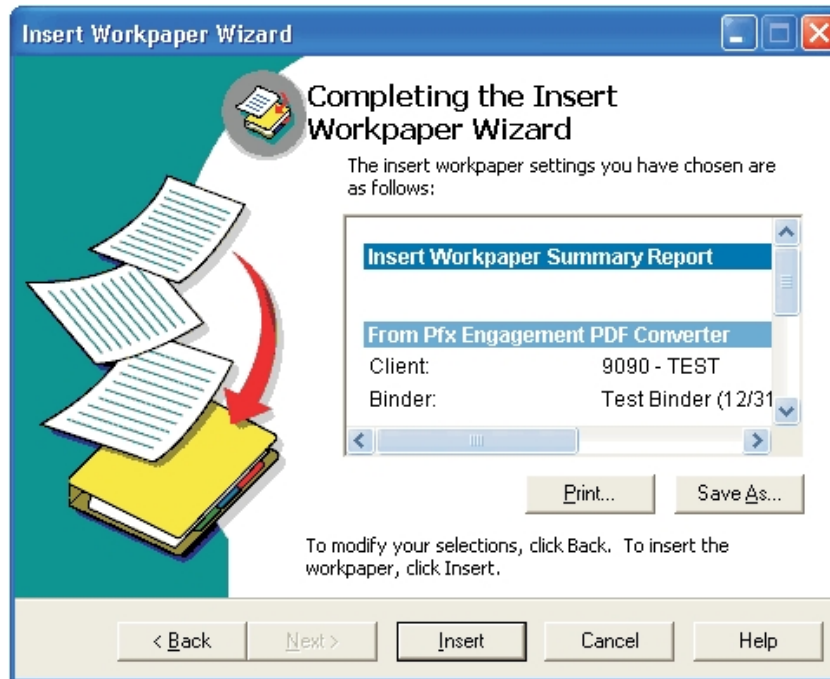 Insert Workpaper Wizard
Completing the Insert
Workpaper Wizard
The insert workpaper settings you have chosen are
as follows:
Insert Workpaper Summary Report
From Pfx Engagement PDF Converter
Client: 9090 - TEST
Binder: Test Binder (12/31
Print... Save As...
To modify your selections, click Back. To insert the
workpaper, click Insert.
< Back Next > Insert Cancel Help